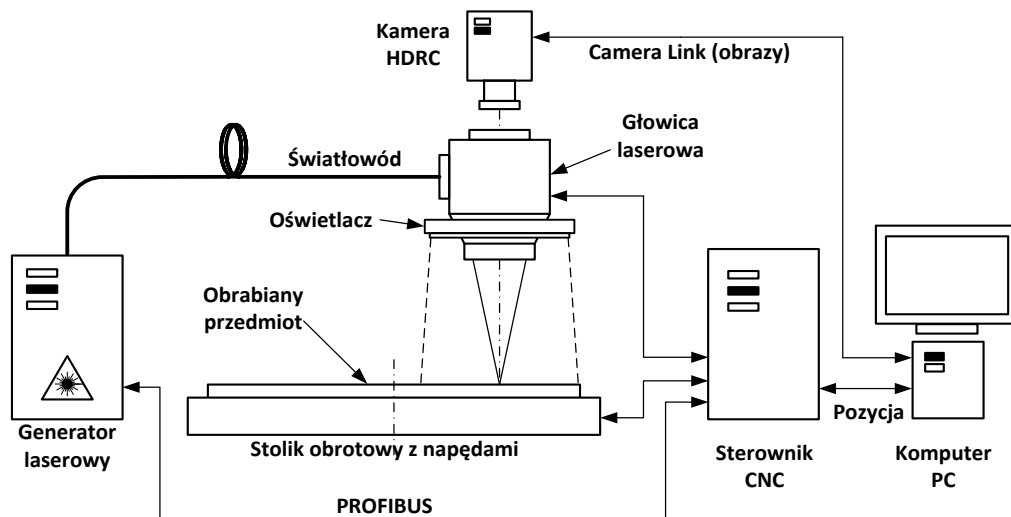 Kamera
HDRC
Camera Link (obrazy)
Głowica
laserowa
Światłowód
Oświetlacz
Obrabiany
przedmiot
Generator
laserowy
Stolik obrotowy z napędami
Pozycja
Sterownik
CNC
Komputer
PC
PROFIBUS